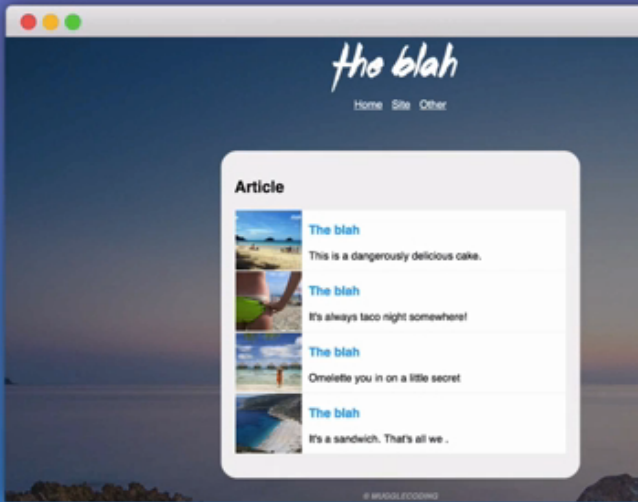 the blah
Home Site Other
Article
The blah
This is a dangerously delicious cake.
The blah
It's always taco night somewhere!
The blah
Omelette you in on a little secret
The blah
It's a sandwich. That's all we .
© MUGGLECODING